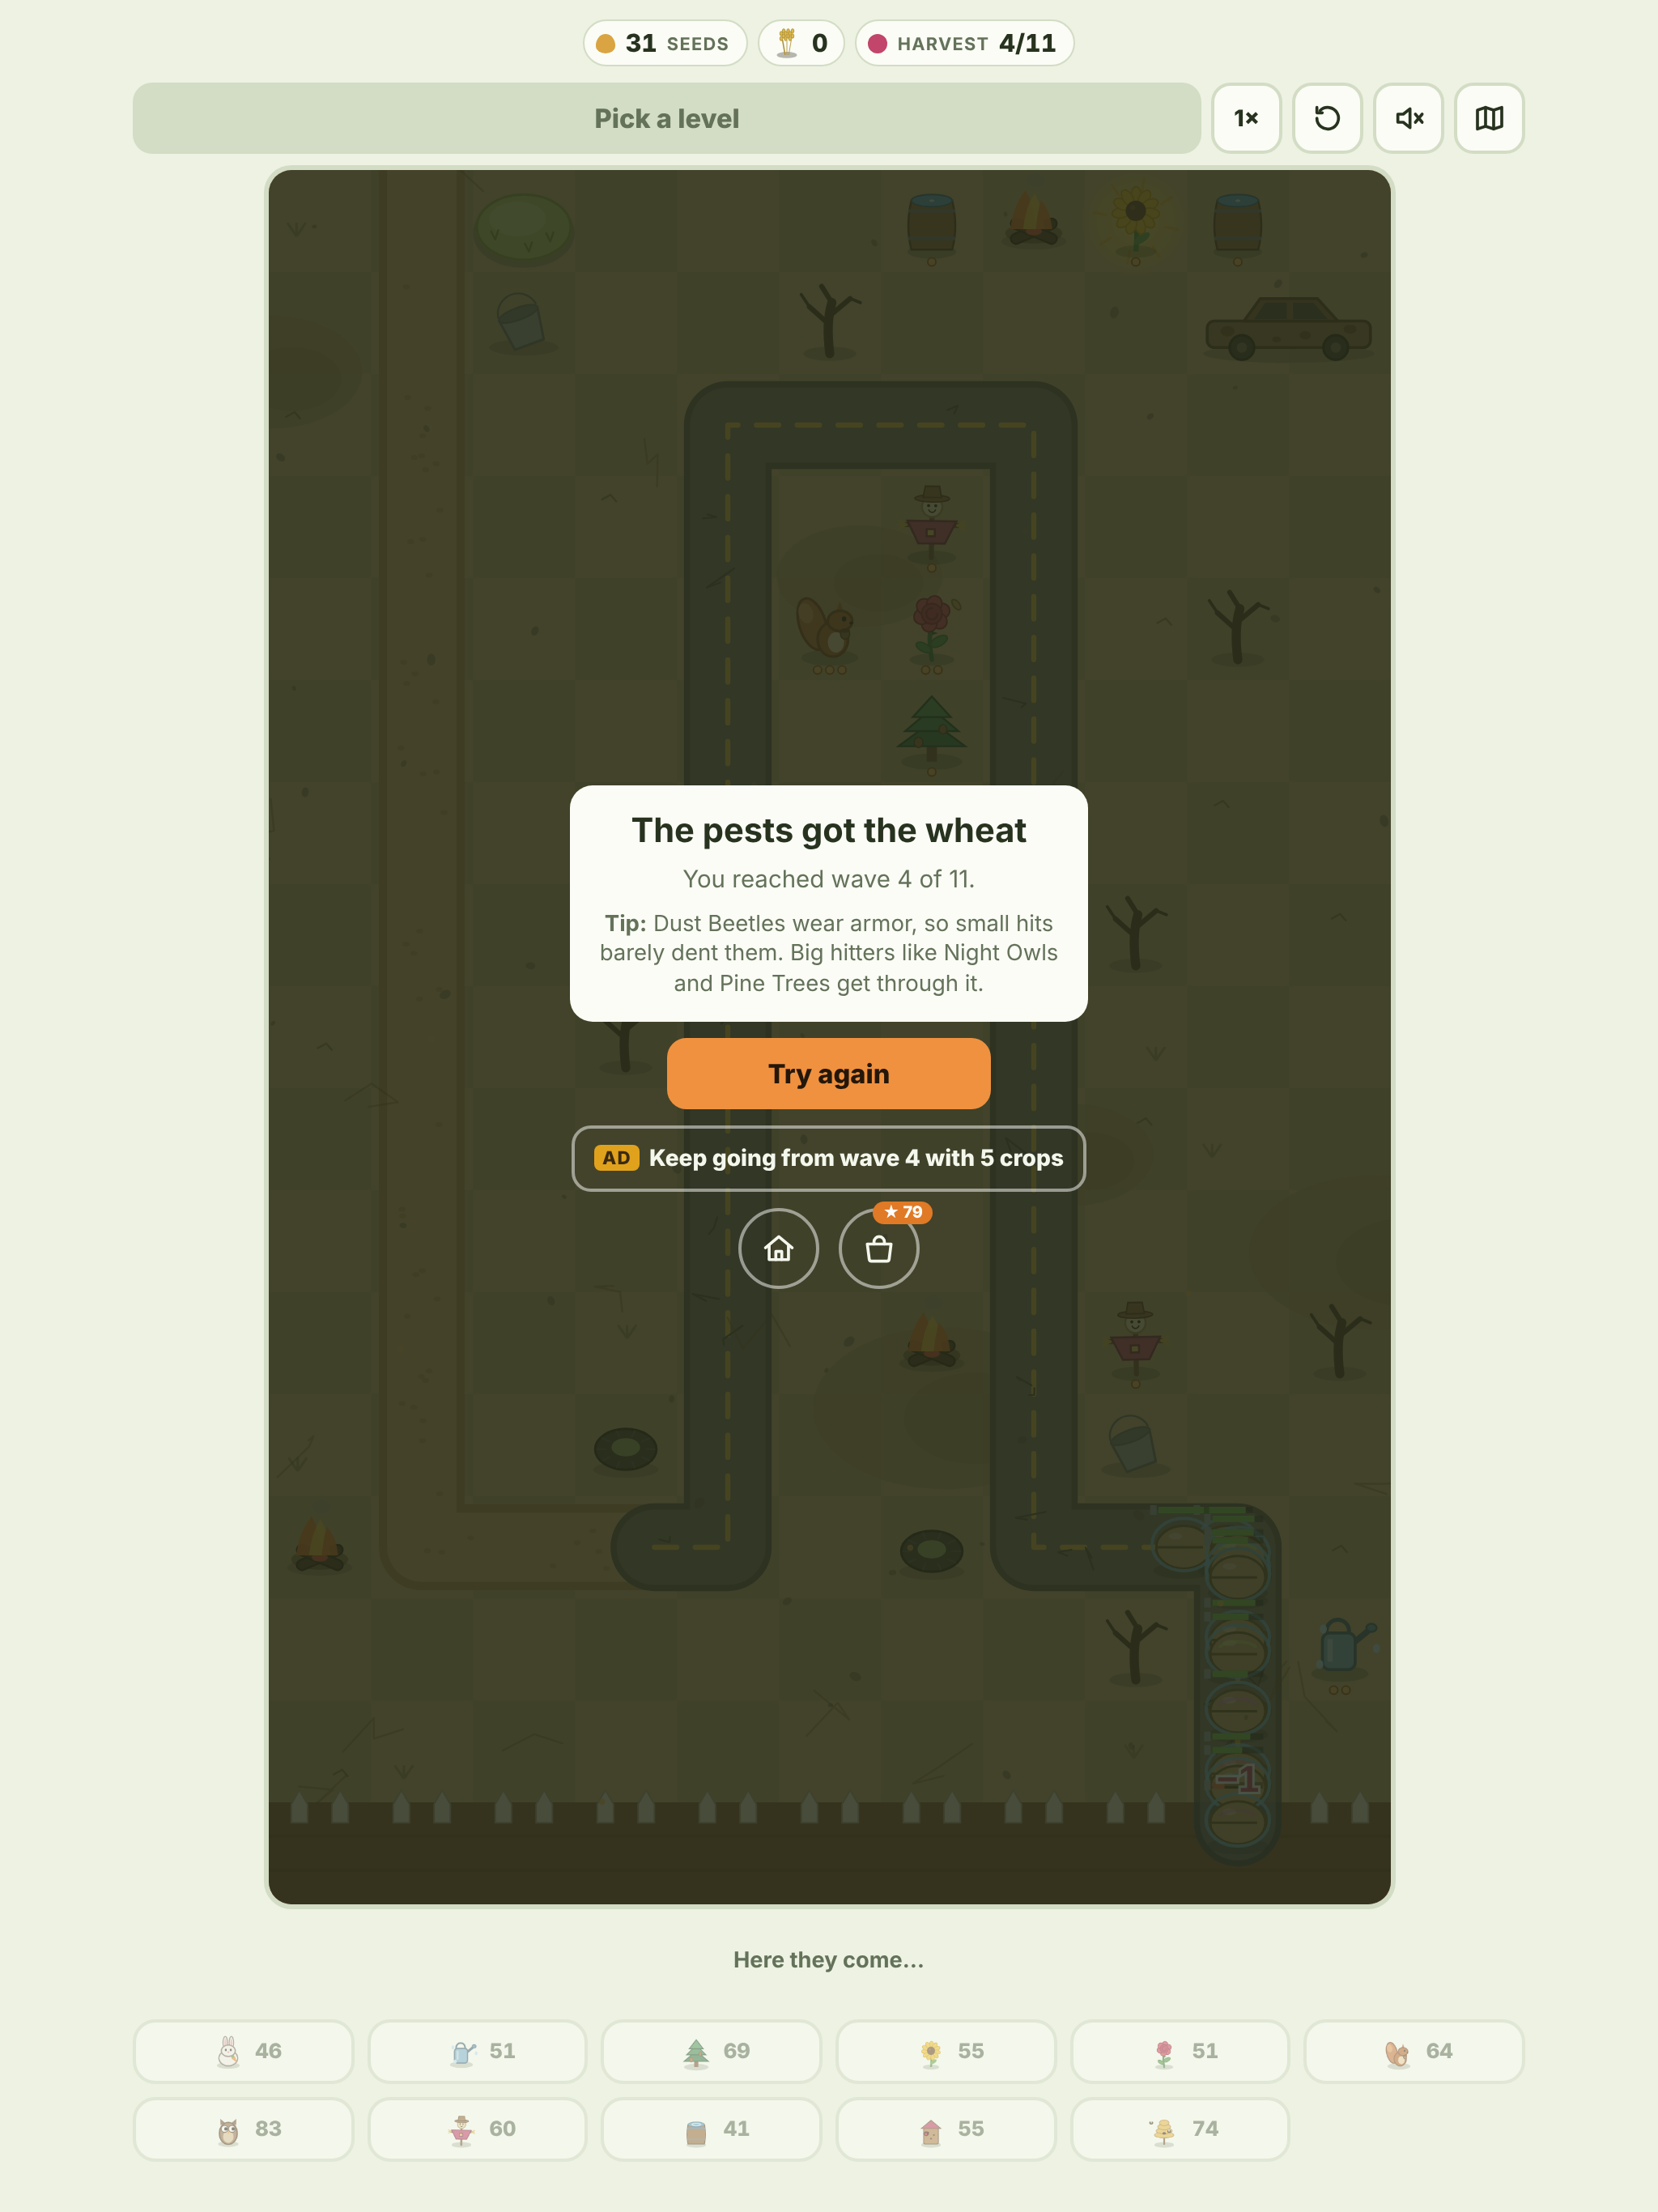 31 SEEDS
0
HARVEST 4/11
Pick a level
1×
The pests got the wheat
You reached wave 4 of 11.
Tip: Dust Beetles wear armor, so small hits
barely dent them. Big hitters like Night Owls
and Pine Trees get through it.
Try again
AD Keep going from wave 4 with 5 crops
★ 79
−1
Here they come...
46
51
69
55
51
64
83
60
41
55
74